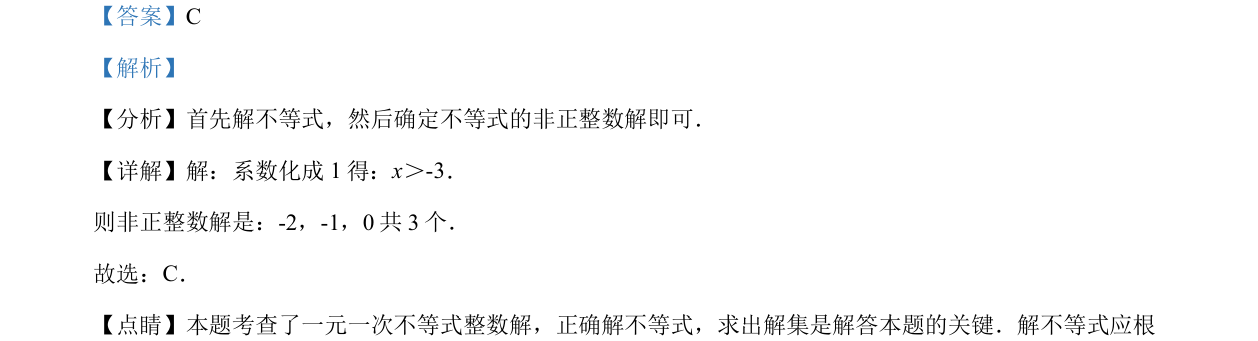 【答案】C
【解析】
【分析】首先解不等式，然后确定不等式的非正整数解即可．
【详解】解：系数化成 1 得：x＞-3．
则非正整数解是：-2，-1，0 共 3 个．
故选：C．
【点睛】本题考查了一元一次不等式整数解，正确解不等式，求出解集是解答本题的关键．解不等式应根